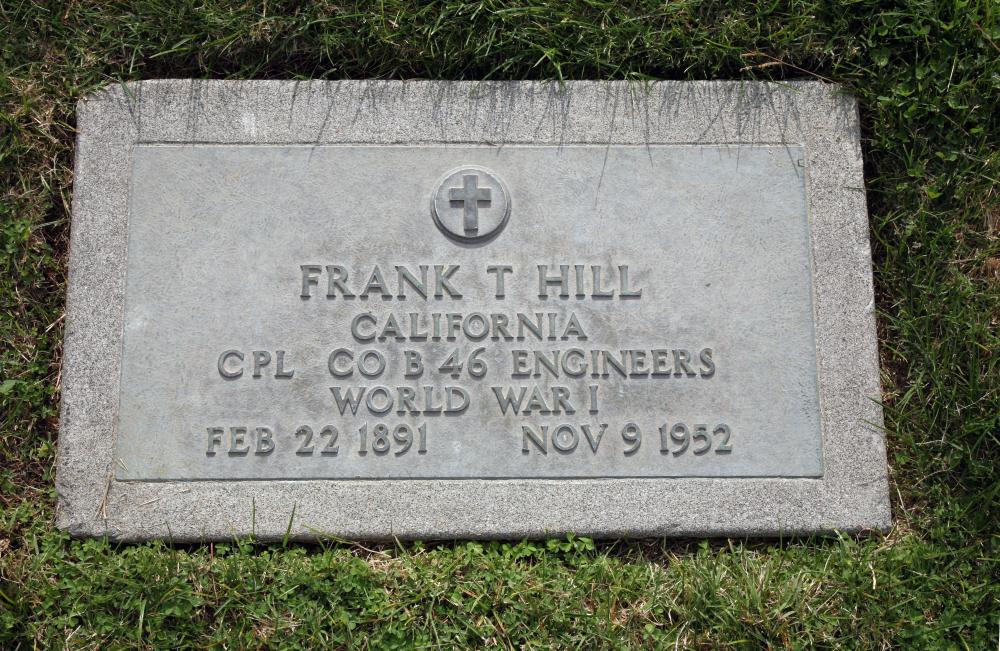 FRANK T HILL
CALIFORNIA
CPL CO B 46 ENGINEERS
WORLD WAR I
FEB 22 1891 NOV 9 1952